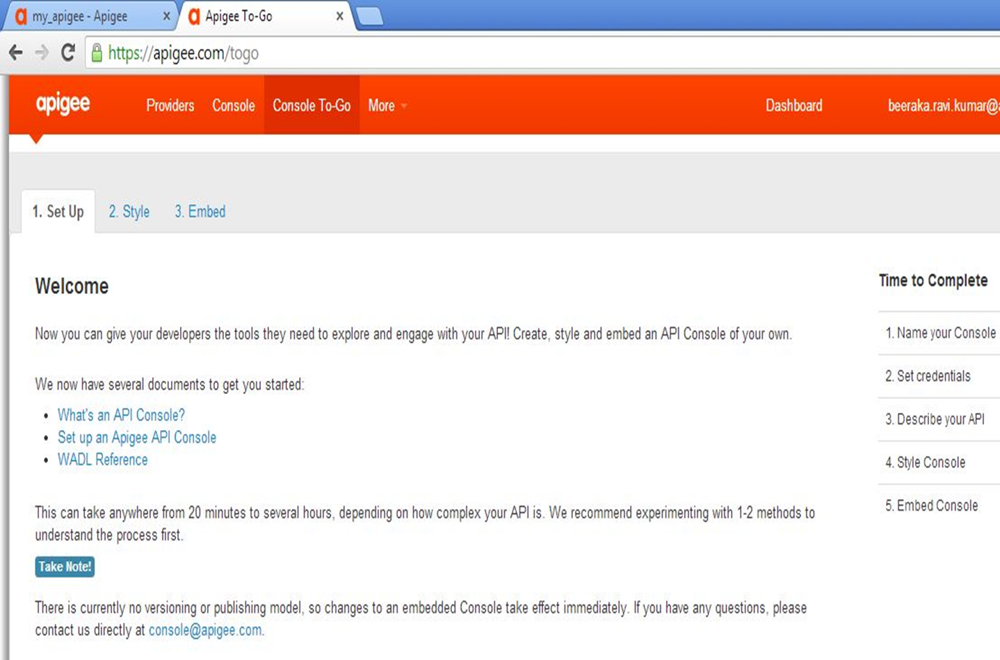 my_apigee - Apigee
Apigee To-Go
https://apigee.com/togo
apigee Providers Console Console To-Go More Dashboard beeraka.ravi.kumar@
1. Set Up 2. Style 3. Embed
Welcome
Now you can give your developers the tools they need to explore and engage with your API! Create, style and embed an API Console of your own.
We now have several documents to get you started:
• What's an API Console?
• Set up an Apigee API Console
• WADL Reference
This can take anywhere from 20 minutes to several hours, depending on how complex your API is. We recommend experimenting with 1-2 methods to
understand the process first.
Take Note!
There is currently no versioning or publishing model, so changes to an embedded Console take effect immediately. If you have any questions, please
contact us directly at console@apigee.com.
Time to Complete
1. Name your Console
2. Set credentials
3. Describe your API
4. Style Console
5. Embed Console